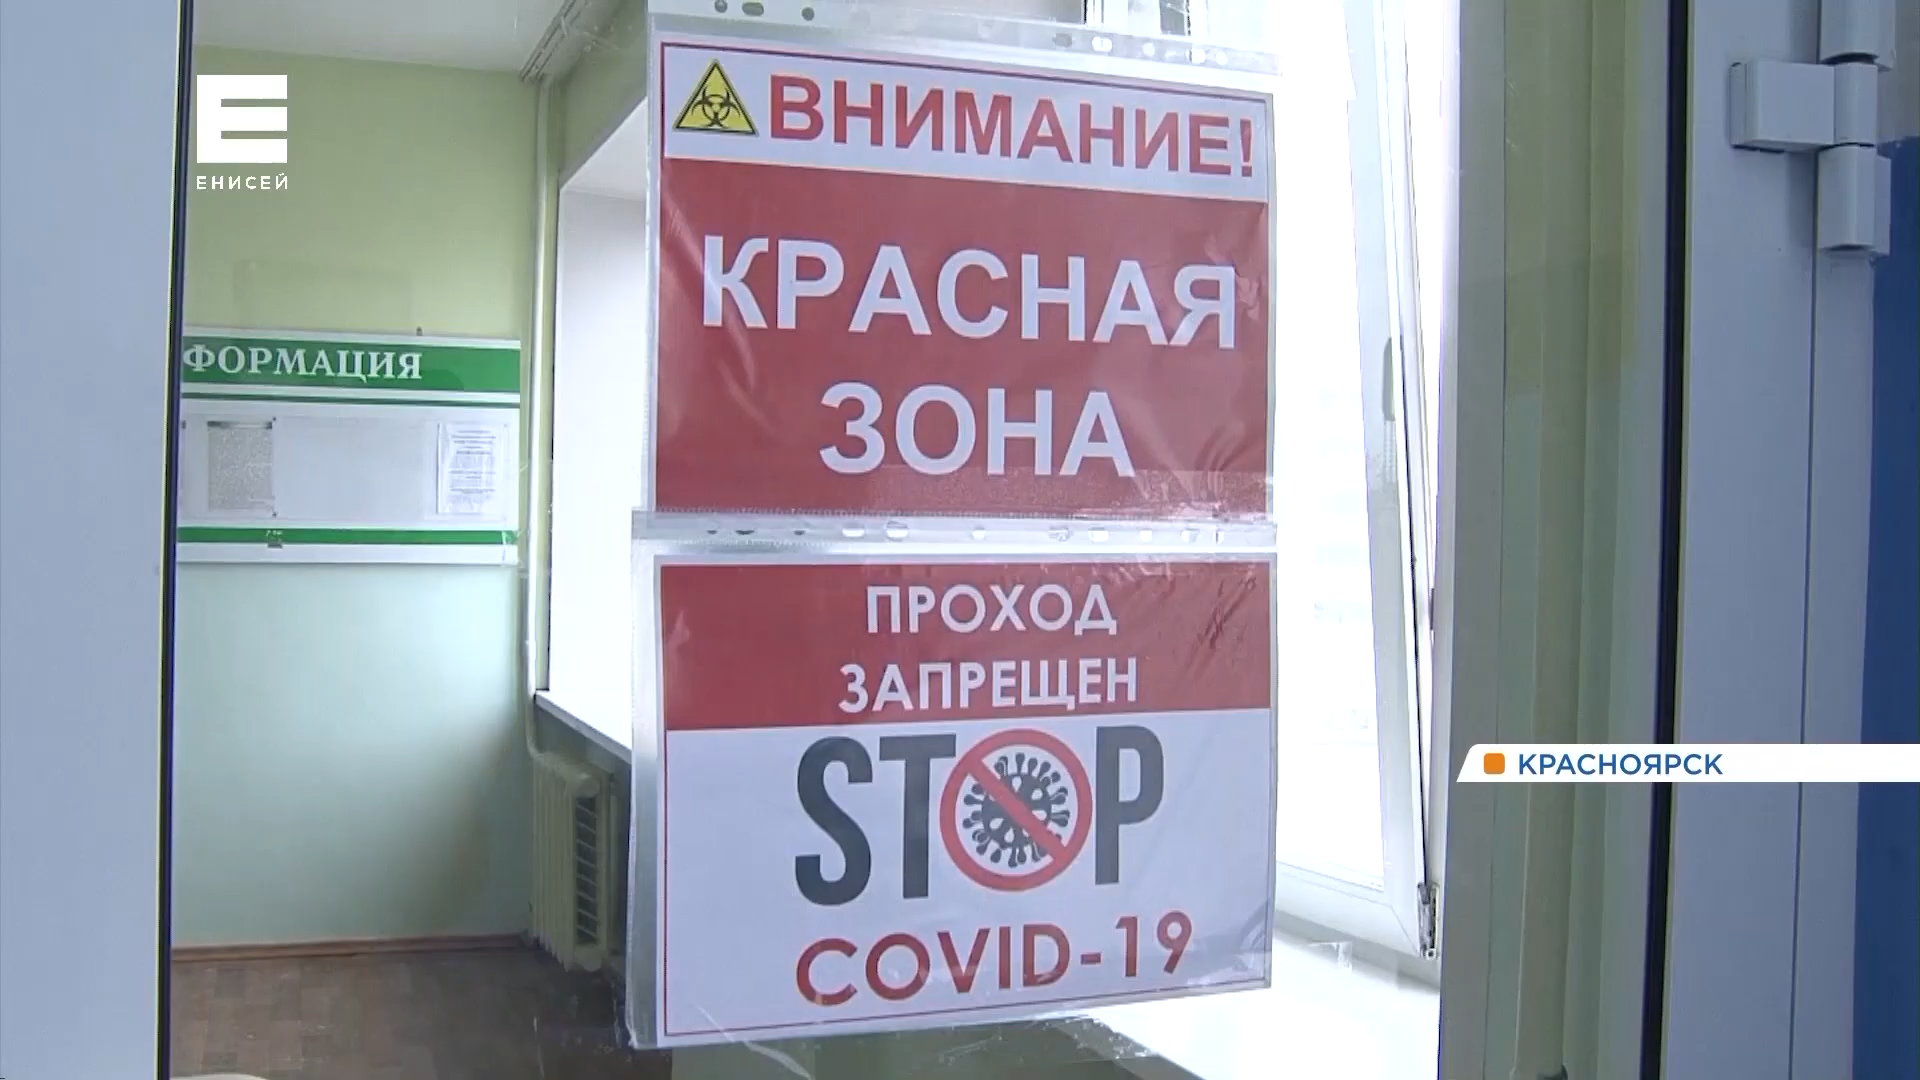 ЕНИСЕЙ
ФОРМАЦИЯ
ВНИМАНИЕ!
КРАСНАЯ
ЗОНА
ПРОХОД
ЗАПРЕЩЕН
STOP
COVID-19
КРАСНОЯРСК